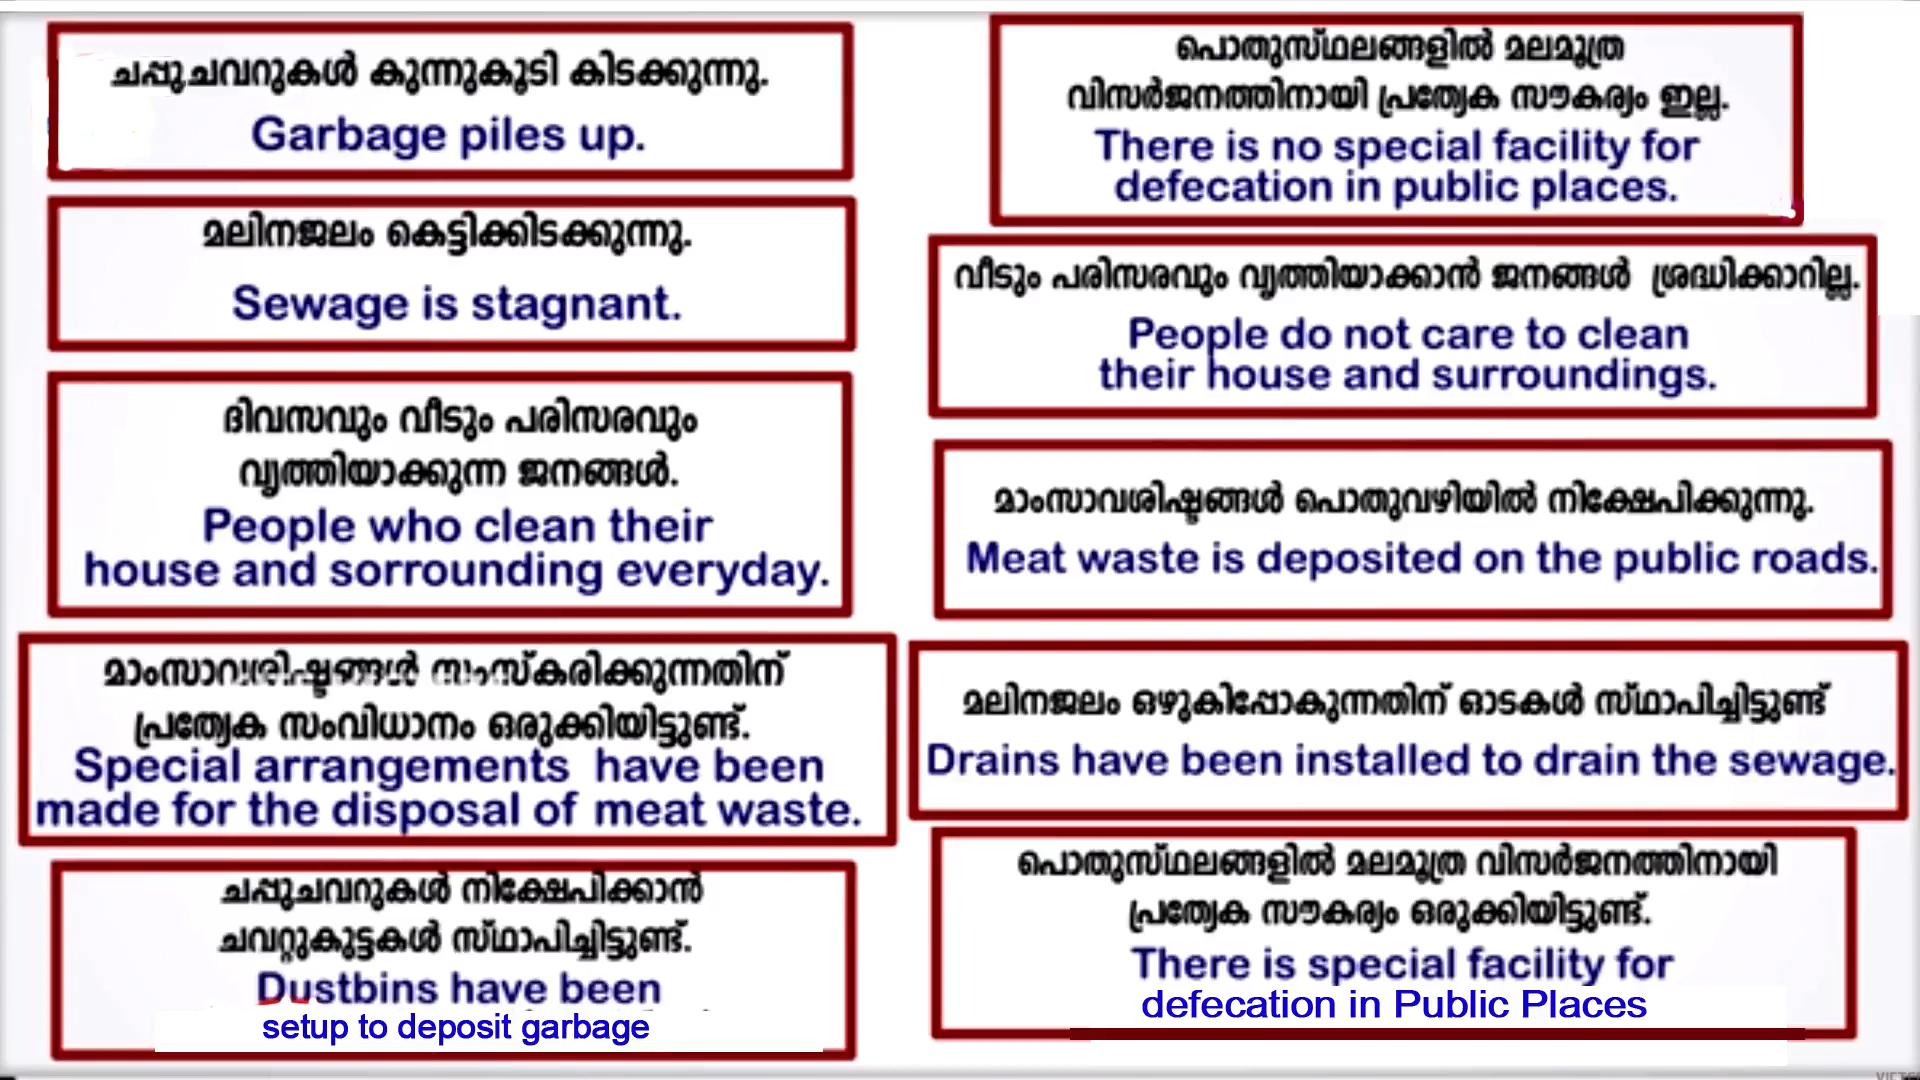 ചപ്പുചവറുകൾ കുന്നുകൂടി കിടക്കുന്നു.
Garbage piles up.
മലിനജലം കെട്ടിക്കിടക്കുന്നു.
Sewage is stagnant.
ദിവസവും വീടും പരിസരവും
വൃത്തിയാക്കുന്ന ജനങ്ങൾ.
People who clean their
house and sorrounding everyday.
മാംസാവശിഷ്ടങ്ങൾ സംസ്കരിക്കുന്നതിന്
പ്രത്യേക സംവിധാനം ഒരുക്കിയിട്ടുണ്ട്.
Special arrangements have been
made for the disposal of meat waste.
ചപ്പുചവറുകൾ നിക്ഷേപിക്കാൻ
ചവറ്റുകുട്ടകൾ സ്ഥാപിച്ചിട്ടുണ്ട്.
Dustbins have been
setup to deposit garbage
പൊതുസ്ഥലങ്ങളിൽ മലമൂത്ര
വിസർജനത്തിനായി പ്രത്യേക സൗകര്യം ഇല്ല.
There is no special facility for
defecation in public places.
വീടും പരിസരവും വൃത്തിയാക്കാൻ ജനങ്ങൾ ശ്രദ്ധിക്കാറില്ല.
People do not care to clean
their house and surroundings.
മാംസാവശിഷ്ടങ്ങൾ പൊതുവഴിയിൽ നിക്ഷേപിക്കുന്നു.
Meat waste is deposited on the public roads.
മലിനജലം ഒഴുകിപ്പോകുന്നതിന് ഓടകൾ സ്ഥാപിച്ചിട്ടുണ്ട്
Drains have been installed to drain the sewage.
പൊതുസ്ഥലങ്ങളിൽ മലമൂത്ര വിസർജനത്തിനായി
പ്രത്യേക സൗകര്യം ഒരുക്കിയിട്ടുണ്ട്.
There is special facility for
defecation in Public Places